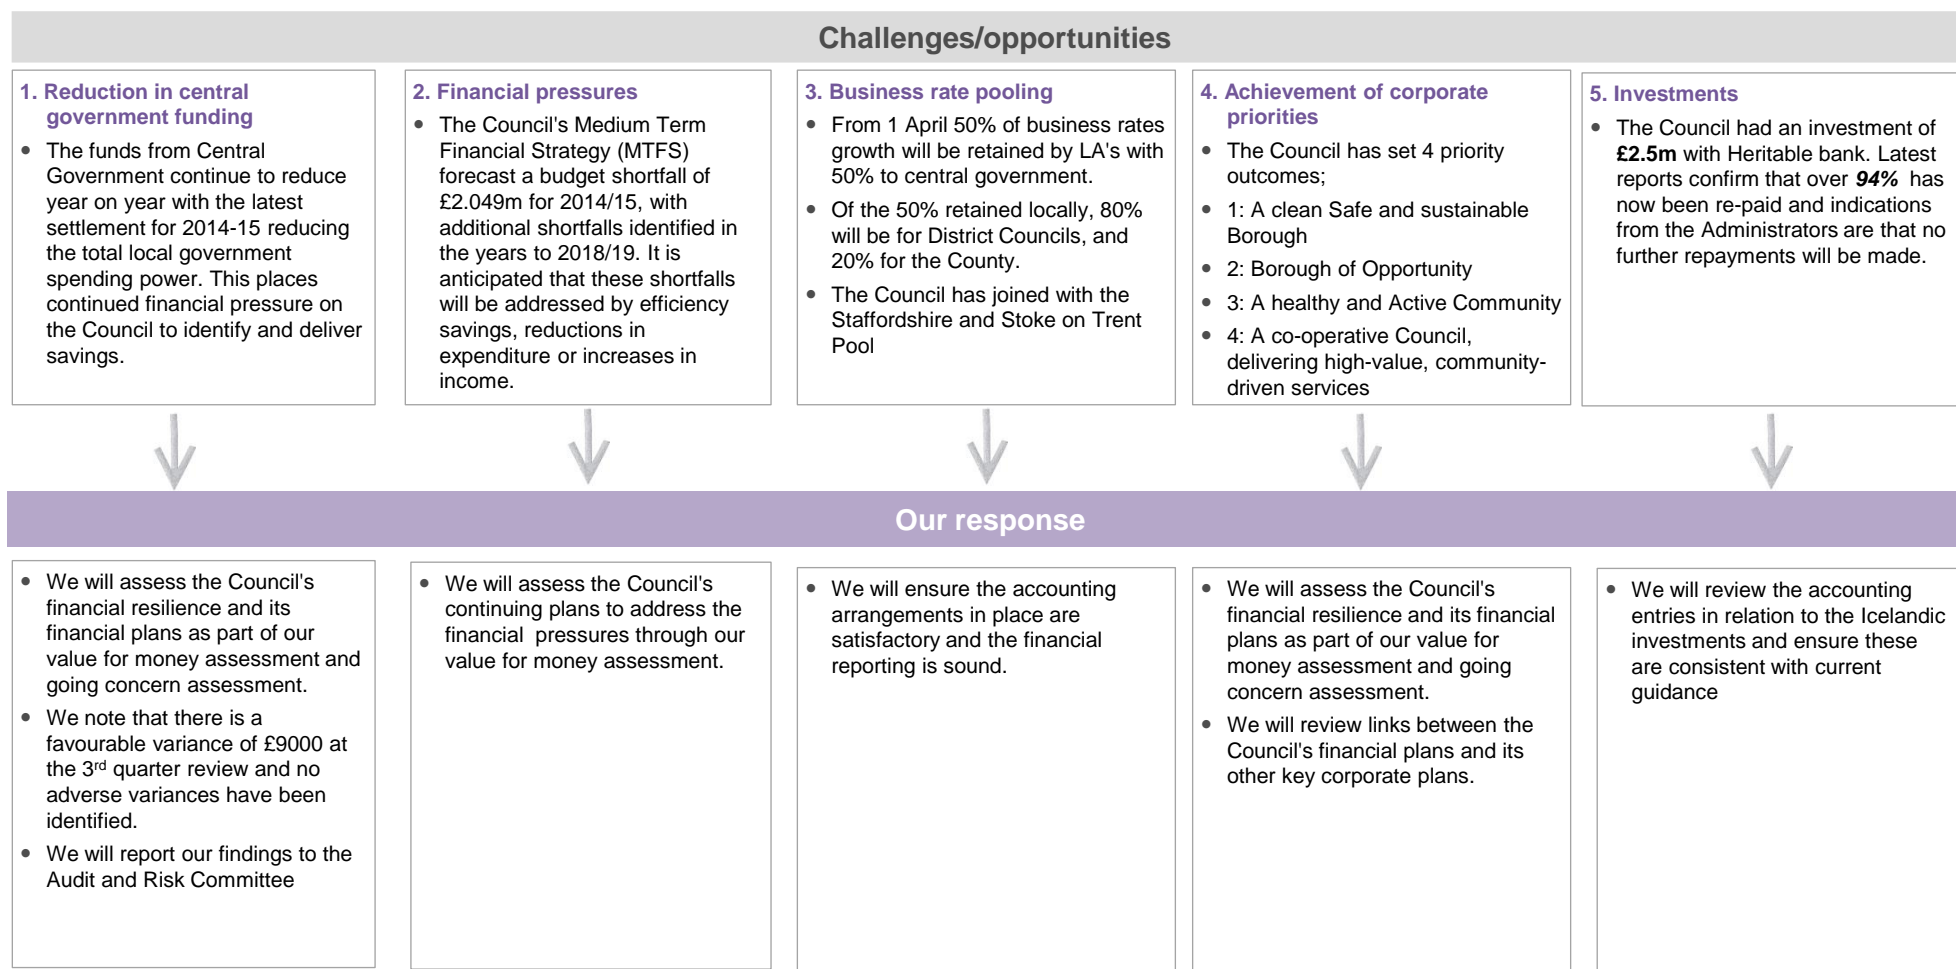 Challenges/opportunities
1. Reduction in central
government funding
• The funds from Central
Government continue to reduce
year on year with the latest
settlement for 2014-15 reducing
the total local government
spending power. This places
continued financial pressure on
the Council to identify and deliver
savings.
2. Financial pressures
• The Council's Medium Term
Financial Strategy (MTFS)
forecast a budget shortfall of
£2.049m for 2014/15, with
additional shortfalls identified in
the years to 2018/19. It is
anticipated that these shortfalls
will be addressed by efficiency
savings, reductions in
expenditure or increases in
income.
3. Business rate pooling
• From 1 April 50% of business rates
growth will be retained by LA's with
50% to central government.
• Of the 50% retained locally, 80%
will be for District Councils, and
20% for the County.
• The Council has joined with the
Staffordshire and Stoke on Trent
Pool
4. Achievement of corporate
priorities
• The Council has set 4 priority
outcomes;
• 1: A clean Safe and sustainable
Borough
• 2: Borough of Opportunity
• 3: A healthy and Active Community
• 4: A co-operative Council,
delivering high-value, community-
driven services
5. Investments
• The Council had an investment of
£2.5m with Heritable bank. Latest
reports confirm that over 94% has
now been re-paid and indications
from the Administrators are that no
further repayments will be made.
Our response
• We will assess the Council's
financial resilience and its
financial plans as part of our
value for money assessment and
going concern assessment.
• We note that there is a
favourable variance of £9000 at
the 3rd quarter review and no
adverse variances have been
identified.
• We will report our findings to the
Audit and Risk Committee
• We will assess the Council's
continuing plans to address the
financial pressures through our
value for money assessment.
• We will ensure the accounting
arrangements in place are
satisfactory and the financial
reporting is sound.
• We will assess the Council's
financial resilience and its financial
plans as part of our value for
money assessment and going
concern assessment.
• We will review links between the
Council's financial plans and its
other key corporate plans.
• We will review the accounting
entries in relation to the Icelandic
investments and ensure these
are consistent with current
guidance